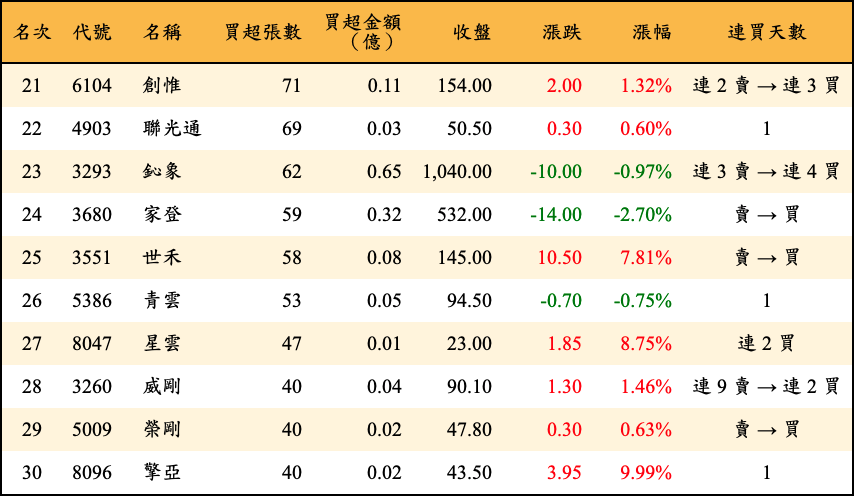 名次 代號 名稱 買超張數 買超金額（億） 收盤 漲跌 漲幅 連買天數
21 6104 創惟 71 0.11 154.00 2.00 1.32% 連 2 賣 → 連 3 買
22 4903 聯光通 69 0.03 50.50 0.30 0.60% 1
23 3293 鈊象 62 0.65 1,040.00 -10.00 -0.97% 連 3 賣 → 連 4 買
24 3680 家登 59 0.32 532.00 -14.00 -2.70% 賣 → 買
25 3551 世禾 58 0.08 145.00 10.50 7.81% 賣 → 買
26 5386 青雲 53 0.05 94.50 -0.70 -0.75% 1
27 8047 星雲 47 0.01 23.00 1.85 8.75% 連 2 買
28 3260 威剛 40 0.04 90.10 1.30 1.46% 連 9 賣 → 連 2 買
29 5009 榮剛 40 0.02 47.80 0.30 0.63% 賣 → 買
30 8096 擎亞 40 0.02 43.50 3.95 9.99% 1